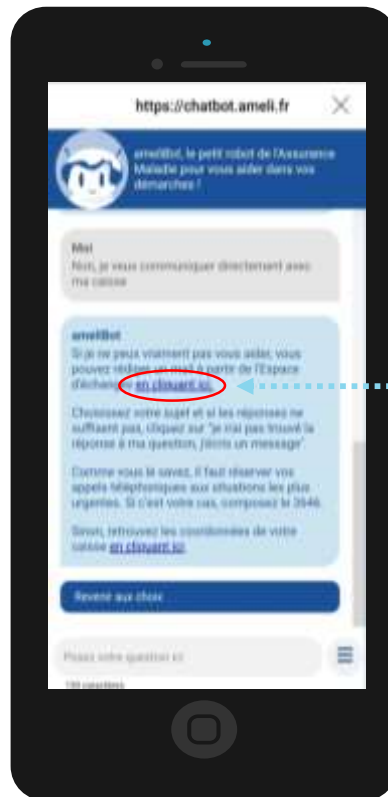 https://chatbot.ameli.fr
ameliBot, le petit robot de l'Assurance
Maladie pour vous aider dans vos
démarches !
Moi
Non, je veux communiquer directement avec
ma caisse
ameliBot
Si je ne peux vraiment pas vous aider, vous
pouvez rédiger un mail à partir de l'Espace
d'échanges en cliquant ici.
Choisissez votre sujet et si les réponses ne
suffisent pas, cliquez sur "je n'ai pas trouvé la
réponse à ma question, j'écris un message".
Comme vous le savez, il faut réserver vos
appels téléphoniques aux situations les plus
urgentes. Si c'est votre cas, composez le 3646.
Sinon, retrouvez les coordonnées de votre
caisse en cliquant ici.
Revenir aux choix
Posez votre question ici
150 caractères